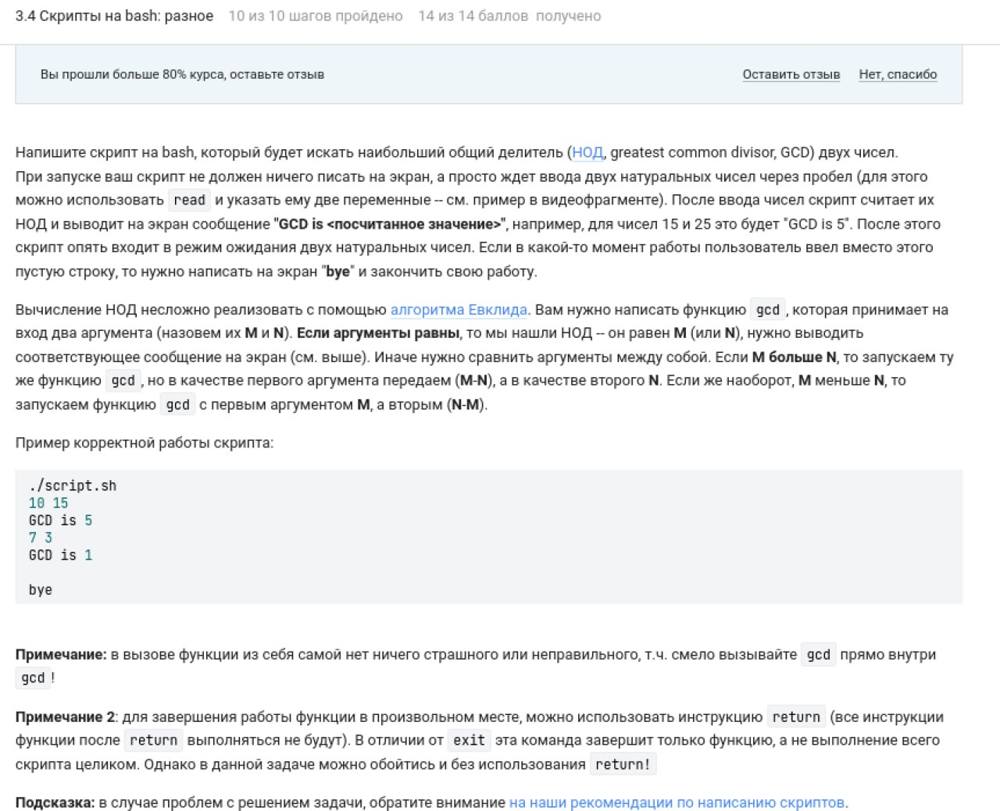 3.4 Скрипты на bash: разное 10 из 10 шагов пройдено 14 из 14 баллов получено
Вы прошли больше 80% курса, оставьте отзыв Оставить отзыв Нет, спасибо
Напишите скрипт на bash, который будет искать наибольший общий делитель (НОД, greatest common divisor, GCD) двух чисел.
При запуске ваш скрипт не должен ничего писать на экран, а просто ждет ввода двух натуральных чисел через пробел (для этого
можно использовать read и указать ему две переменные -- см. пример в видеофрагменте). После ввода чисел скрипт считает их
НОД и выводит на экран сообщение "GCD is <посчитанное значение>", например, для чисел 15 и 25 это будет "GCD is 5". После этого
скрипт опять входит в режим ожидания двух натуральных чисел. Если в какой-то момент работы пользователь ввел вместо этого
пустую строку, то нужно написать на экран "bye" и закончить свою работу.
Вычисление НОД несложно реализовать с помощью алгоритма Евклида. Вам нужно написать функцию gcd, которая принимает на
вход два аргумента (назовем их M и N). Если аргументы равны, то мы нашли НОД -- он равен M (или N), нужно выводить
соответствующее сообщение на экран (см. выше). Иначе нужно сравнить аргументы между собой. Если M больше N, то запускаем ту
же функцию gcd, но в качестве первого аргумента передаем (M-N), а в качестве второго N. Если же наоборот, M меньше N, то
запускаем функцию gcd с первым аргументом M, а вторым (N-M).
Пример корректной работы скрипта:
./script.sh
10 15
GCD is 5
7 3
GCD is 1
bye
Примечание: в вызове функции из себя самой нет ничего страшного или неправильного, т.ч. смело вызывайте gcd прямо внутри
gcd!
Примечание 2: для завершения работы функции в произвольном месте, можно использовать инструкцию return (все инструкции
функции после return выполняться не будут). В отличии от exit эта команда завершит только функцию, а не выполнение всего
скрипта целиком. Однако в данной задаче можно обойтись и без использования return!
Подсказка: в случае проблем с решением задачи, обратите внимание на наши рекомендации по написанию скриптов.